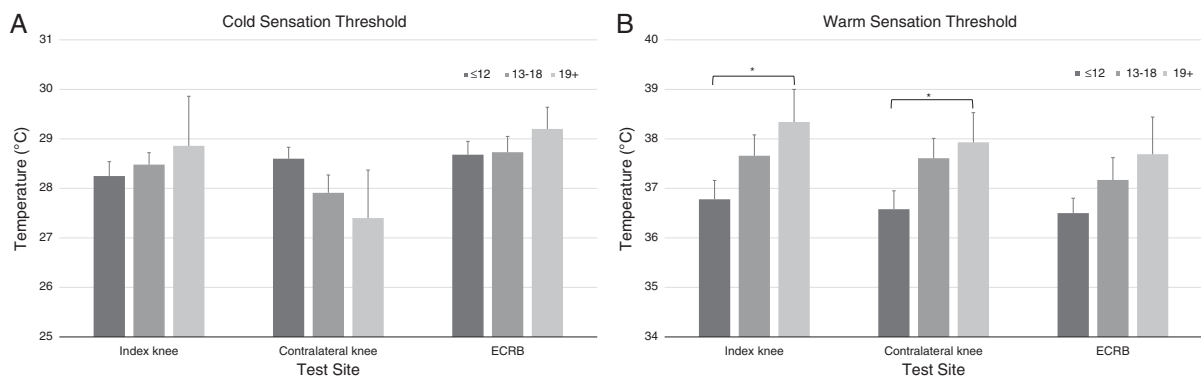 A
Cold Sensation Threshold
31
30
29
28
27
26
25
Temperature (°C)
≤12 13-18 19+
Index knee Contralateral knee ECRB
Test Site
B
Warm Sensation Threshold
40
39
38
37
36
35
34
Temperature (°C)
≤12 13-18 19+
*
*
Index knee Contralateral knee ECRB
Test Site